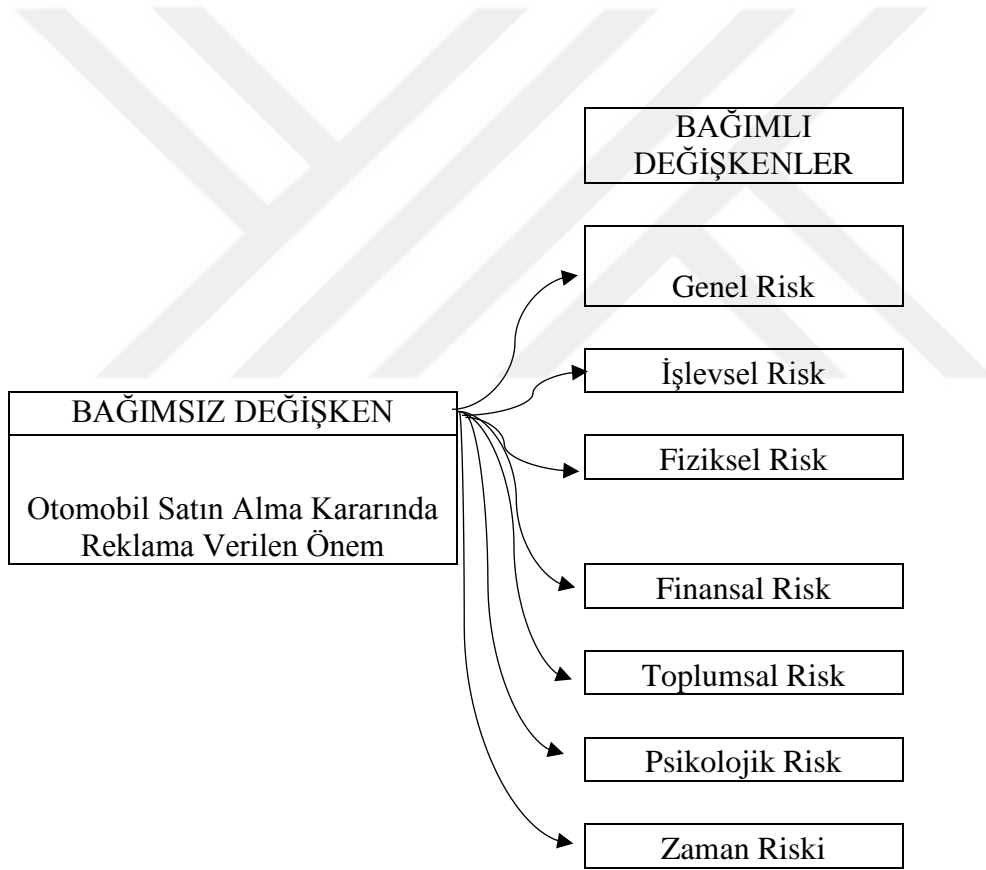 BAĞIMLI
DEĞİŞKENLER
Genel Risk
İşlevsel Risk
BAĞIMSIZ DEĞİŞKEN
Fiziksel Risk
Otomobil Satın Alma Kararında
Reklama Verilen Önem
Finansal Risk
Toplumsal Risk
Psikolojik Risk
Zaman Riski